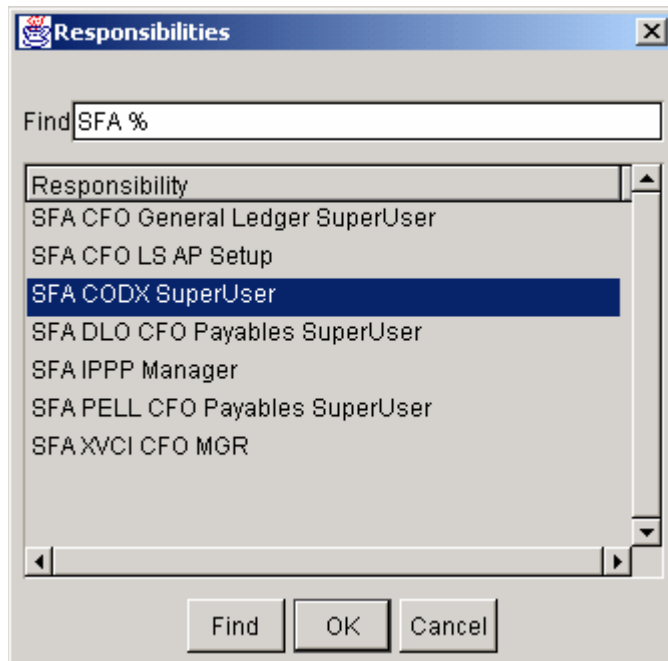 Responsibilities
Find SFA %
Responsibility
SFA CFO General Ledger SuperUser
SFA CFO LS AP Setup
SFA CODX SuperUser
SFA DLO CFO Payables SuperUser
SFA IPPP Manager
SFA PELL CFO Payables SuperUser
SFA XVCI CFO MGR
Find OK Cancel